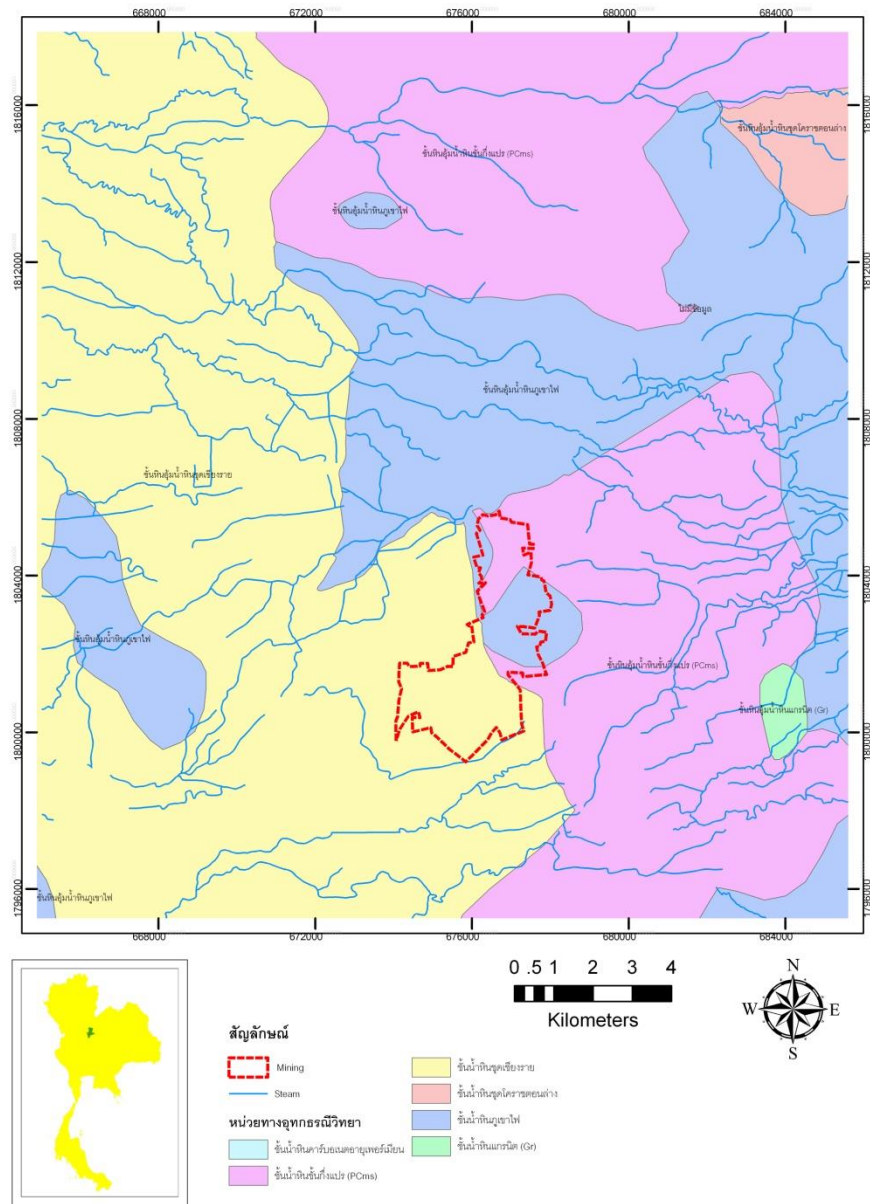 668000 672000 676000 680000 684000
1816000 1816000
ชั้นหินอุ้มน้ำหินชุดโคราชตอนล่าง
ชั้นหินอุ้มน้ำหินชั้นกึ่งแปร (PCms)
ชั้นหินอุ้มน้ำหินภูเขาไฟ
1812000 1812000
ไม่มีข้อมูล
ชั้นหินอุ้มน้ำหินภูเขาไฟ
1808000 1808000
ชั้นหินอุ้มน้ำหินชุดเชียงราย
1804000 1804000
ชั้นหินอุ้มน้ำหินภูเขาไฟ
ชั้นหินอุ้มน้ำหินชั้นกึ่งแปร (PCms)
ชั้นหินอุ้มน้ำหินแกรนิต (Gr)
1800000 1800000
1796000 1796000
ชั้นหินอุ้มน้ำหินภูเขาไฟ
668000 672000 676000 680000 684000
0 .5 1 2 3 4
Kilometers
N
W E
S
สัญลักษณ์
Mining
Steam
หน่วยทางอุทกธรณีวิทยา
ชั้นน้ำหินคาร์บอเนตอายุเพอร์เมียน
ชั้นน้ำหินชั้นกึ่งแปร (PCms)
ชั้นน้ำหินชุดเชียงราย
ชั้นน้ำหินชุดโคราชตอนล่าง
ชั้นน้ำหินภูเขาไฟ
ชั้นน้ำหินแกรนิต (Gr)